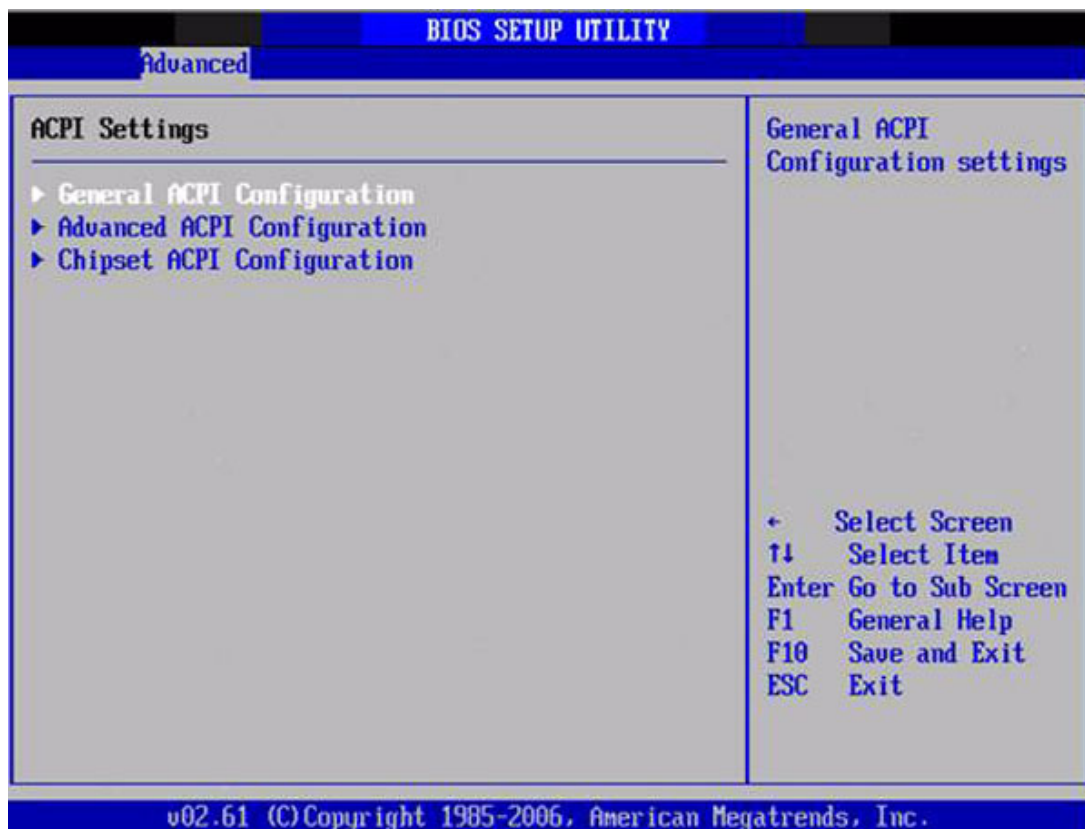 BIOS SETUP UTILITY
Advanced
ACPI Settings
▶ General ACPI Configuration
▶ Advanced ACPI Configuration
▶ Chipset ACPI Configuration
General ACPI
Configuration settings
← Select Screen
↑↓ Select Item
Enter Go to Sub Screen
F1 General Help
F10 Save and Exit
ESC Exit
v02.61 (C)Copyright 1985-2006, American Megatrends, Inc.